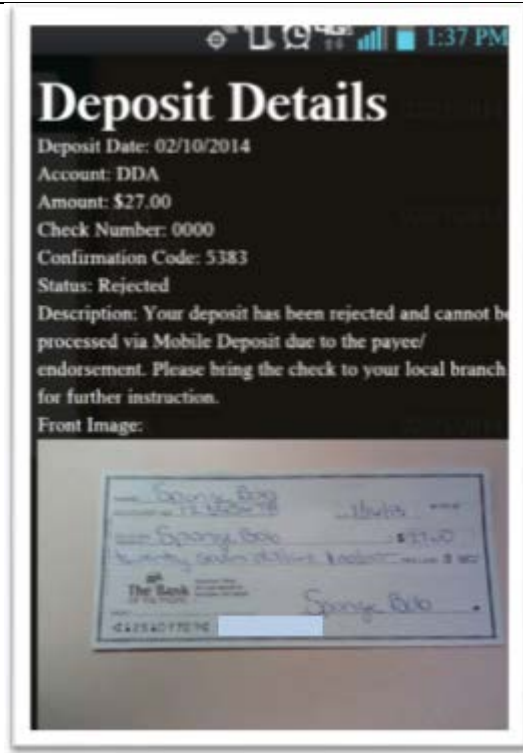 1:37 PM
Deposit Details
Deposit Date: 02/10/2014
Account: DDA
Amount: $27.00
Check Number: 0000
Confirmation Code: 5383
Status: Rejected
Description: Your deposit has been rejected and cannot be
processed via Mobile Deposit due to the payee/
endorsement. Please bring the check to your local branch
for further instruction.
Front Image:
Sponge Bob
Sponge Bob
The Bank
Sponge Bob